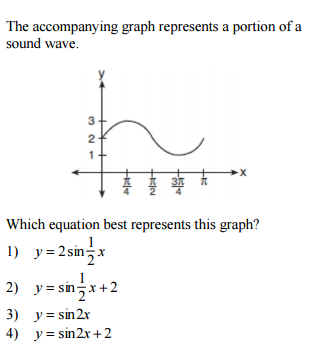 The accompanying graph represents a portion of a
sound wave.
y
3
2
1
x
π/4 π/2 3π/4 π
Which equation best represents this graph?
1) y = 2 sin 1/2 x
2) y = sin 1/2 x + 2
3) y = sin 2x
4) y = sin 2x + 2